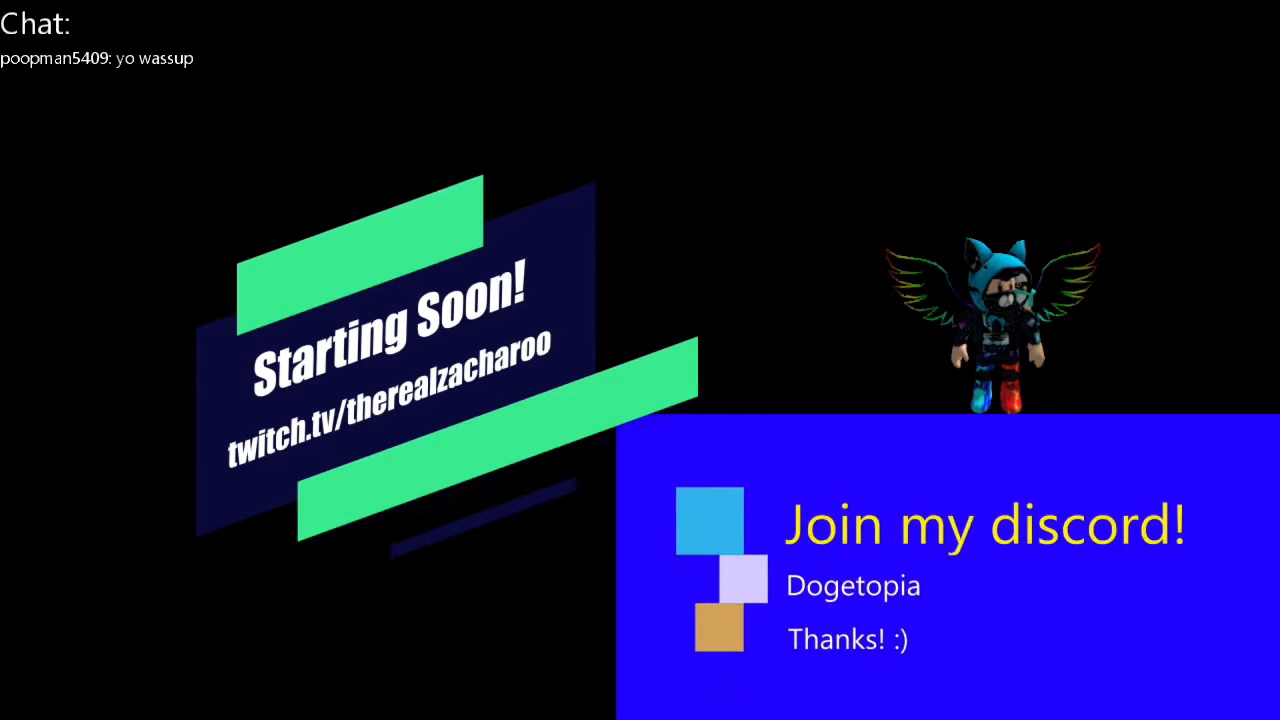 Chat:
poopman5409: yo wassup
Starting Soon!
twitch.tv/therealzacharoo
Join my discord!
Dogetopia
Thanks! :)